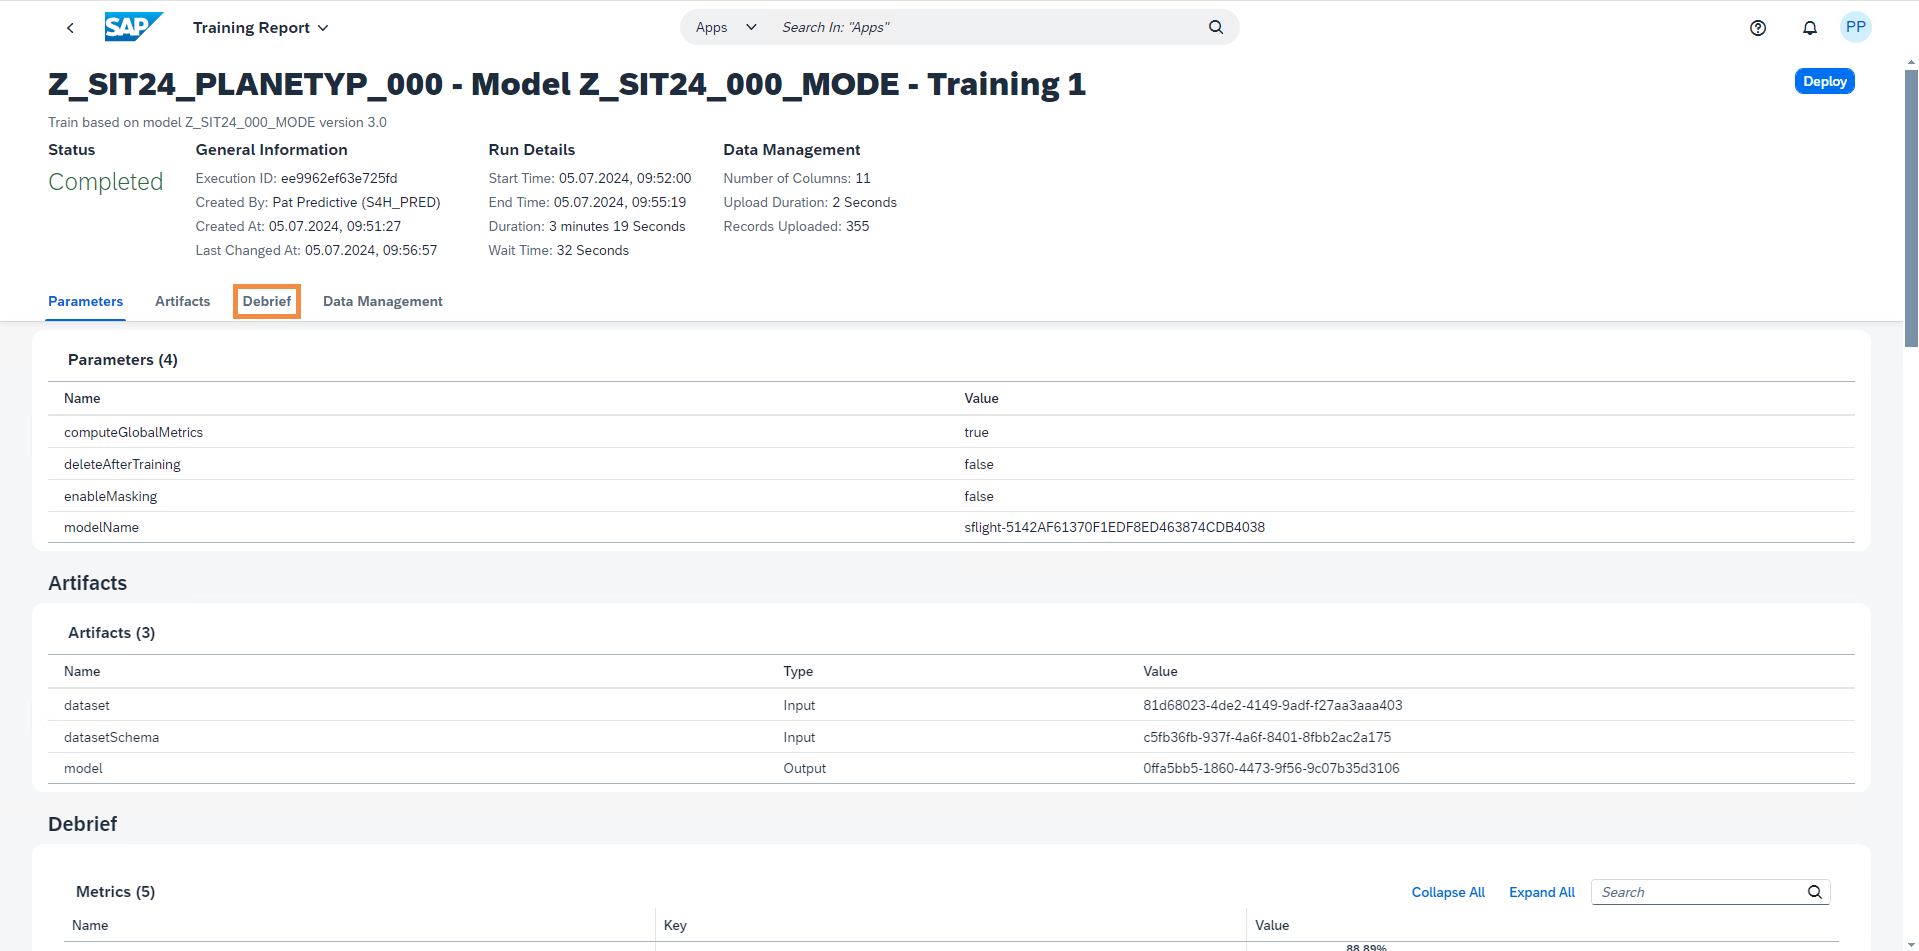 SAP
Training Report
Apps
Search In: "Apps"
PP
Z_SIT24_PLANETYP_000 - Model Z_SIT24_000_MODE - Training 1
Deploy
Train based on model Z_SIT24_000_MODE version 3.0
Status
Completed
General Information
Execution ID: ee9962ef63e725fd
Created By: Pat Predictive (S4H_PRED)
Created At: 05.07.2024, 09:51:27
Last Changed At: 05.07.2024, 09:56:57
Run Details
Start Time: 05.07.2024, 09:52:00
End Time: 05.07.2024, 09:55:19
Duration: 3 minutes 19 Seconds
Wait Time: 32 Seconds
Data Management
Number of Columns: 11
Upload Duration: 2 Seconds
Records Uploaded: 355
Parameters Artifacts Debrief Data Management
Parameters (4)
Name Value
computeGlobalMetrics true
deleteAfterTraining false
enableMasking false
modelName sflight-5142AF61370F1EDF8ED463874CDB4038
Artifacts
Artifacts (3)
Name Type Value
dataset Input 81d68023-4de2-4149-9adf-f27aa3aaa403
datasetSchema Input c5fb36fb-937f-4a6f-8401-8fbb2ac2a175
model Output 0ffa5bb5-1860-4473-9f56-9c07b35d3106
Debrief
Metrics (5)
Collapse All Expand All Search
Name Key Value
88.89%